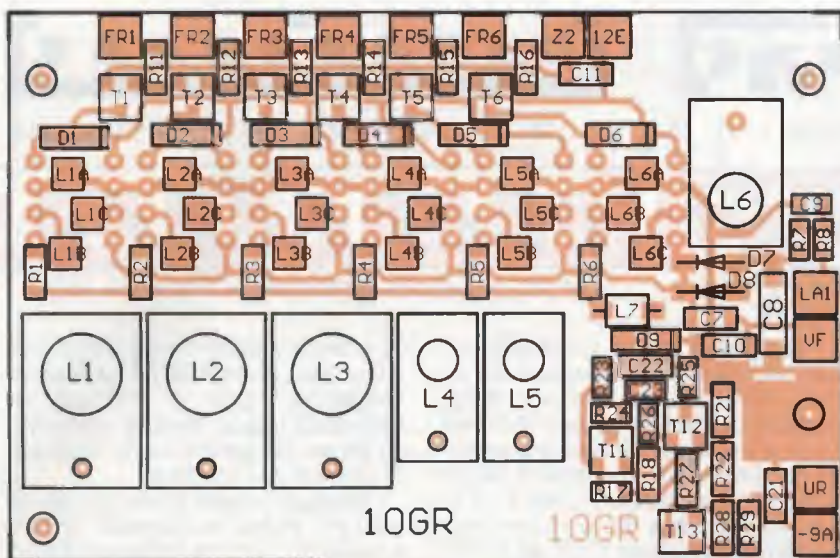 FR1 FR2 FR3 FR4 FR5 FR6 Z2 12E
R11 R12 R13 R14 R15 R16 C11
T1 T2 T3 T4 T5 T6
D1 D2 D3 D4 D5 D6
L1A L2A L3A L4A L5A L6A
L1C L2C L3C L4C L5C L6B L6 C9
L1B L2B L3B L4B L5B L6C R7 R8
R1 R2 R3 R4 R5 R6 D7
D8 LA1
L7 C7 C8
D9 C10 VF
L1 L2 L3 L4 L5
R23 C22 R25
C23
R24 R26 T12 R21
T11 R18 R27 R22
R17 C21 UR
10GR 10GR T13 R28 R29 -9A